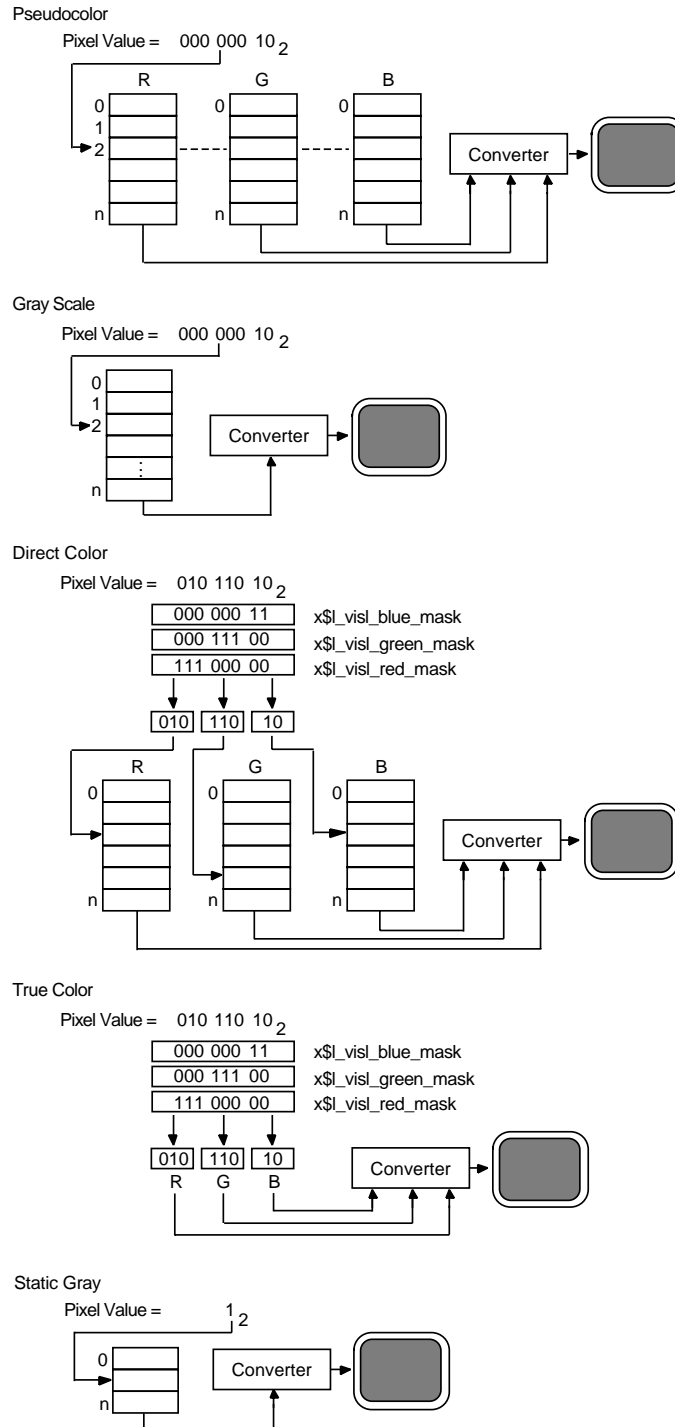 Pseudocolor
Pixel Value = 000 000 10 2
R G B
0 0 0
1
2
Converter
n n n
Gray Scale
Pixel Value = 000 000 10 2
0
1
2
Converter
n
Direct Color
Pixel Value = 010 110 10 2
000 000 11 x$l_visl_blue_mask
000 111 00 x$l_visl_green_mask
111 000 00 x$l_visl_red_mask
010 110 10
R G B
0 0 0
Converter
n n n
True Color
Pixel Value = 010 110 10 2
000 000 11 x$l_visl_blue_mask
000 111 00 x$l_visl_green_mask
111 000 00 x$l_visl_red_mask
010 110 10
Converter
R G B
Static Gray
Pixel Value = 1 2
0
Converter
n